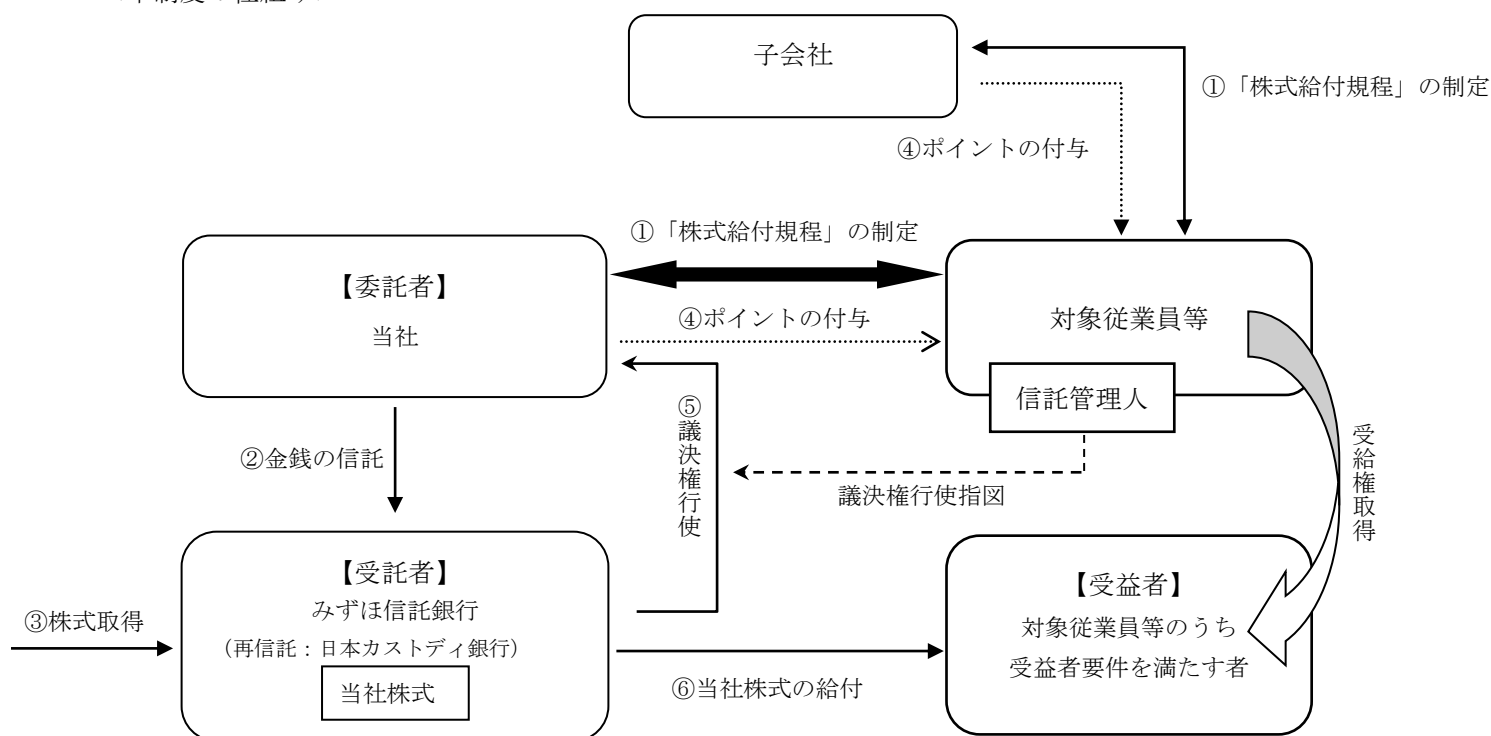 子会社
①「株式給付規程」の制定
④ポイントの付与
①「株式給付規程」の制定
【委託者】
当社
④ポイントの付与
対象従業員等
信託管理人
②金銭の信託
⑤議決権行使
議決権行使指図
受給権取得
【受託者】
みずほ信託銀行
(再信託:日本カストディ銀行)
当社株式
③株式取得
【受益者】
対象従業員等のうち
受益者要件を満たす者
⑥当社株式の給付